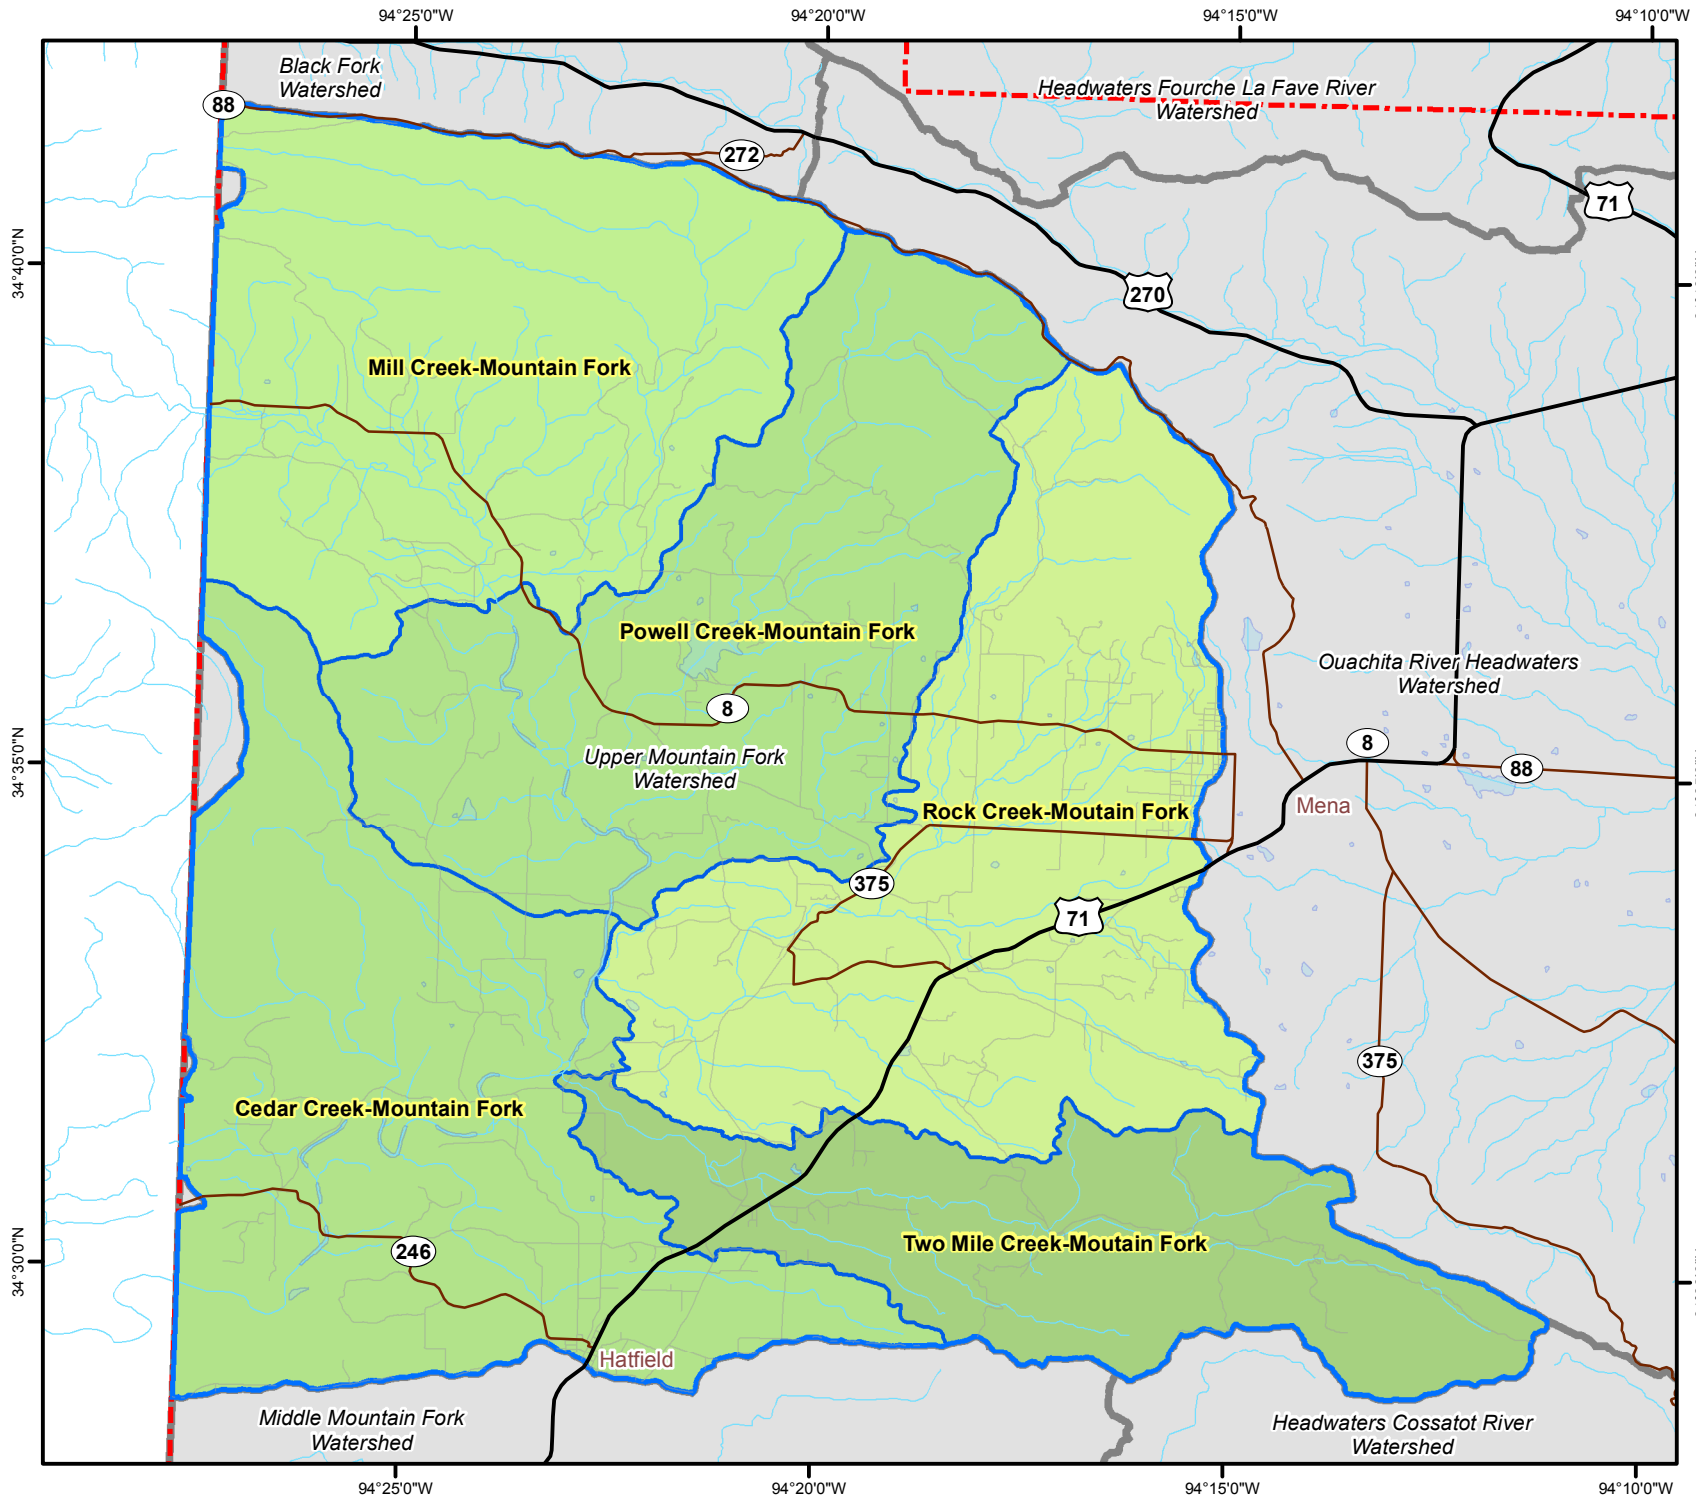 94°25'0"W
94°20'0"W
94°15'0"W
94°10'0"W
Black Fork
Watershed
Headwaters Fourche La Fave River
Watershed
88
272
71
34°40'0"N
270
Mill Creek-Mountain Fork
Powell Creek-Mountain Fork
Ouachita River Headwaters
Watershed
8
8
Upper Mountain Fork
Watershed
88
34°35'0"N
Rock Creek-Moutain Fork
Mena
375
71
375
Cedar Creek-Mountain Fork
Two Mile Creek-Moutain Fork
246
34°30'0"N
Hatfield
Middle Mountain Fork
Watershed
Headwaters Cossatot River
Watershed
94°25'0"W
94°20'0"W
94°15'0"W
94°10'0"W